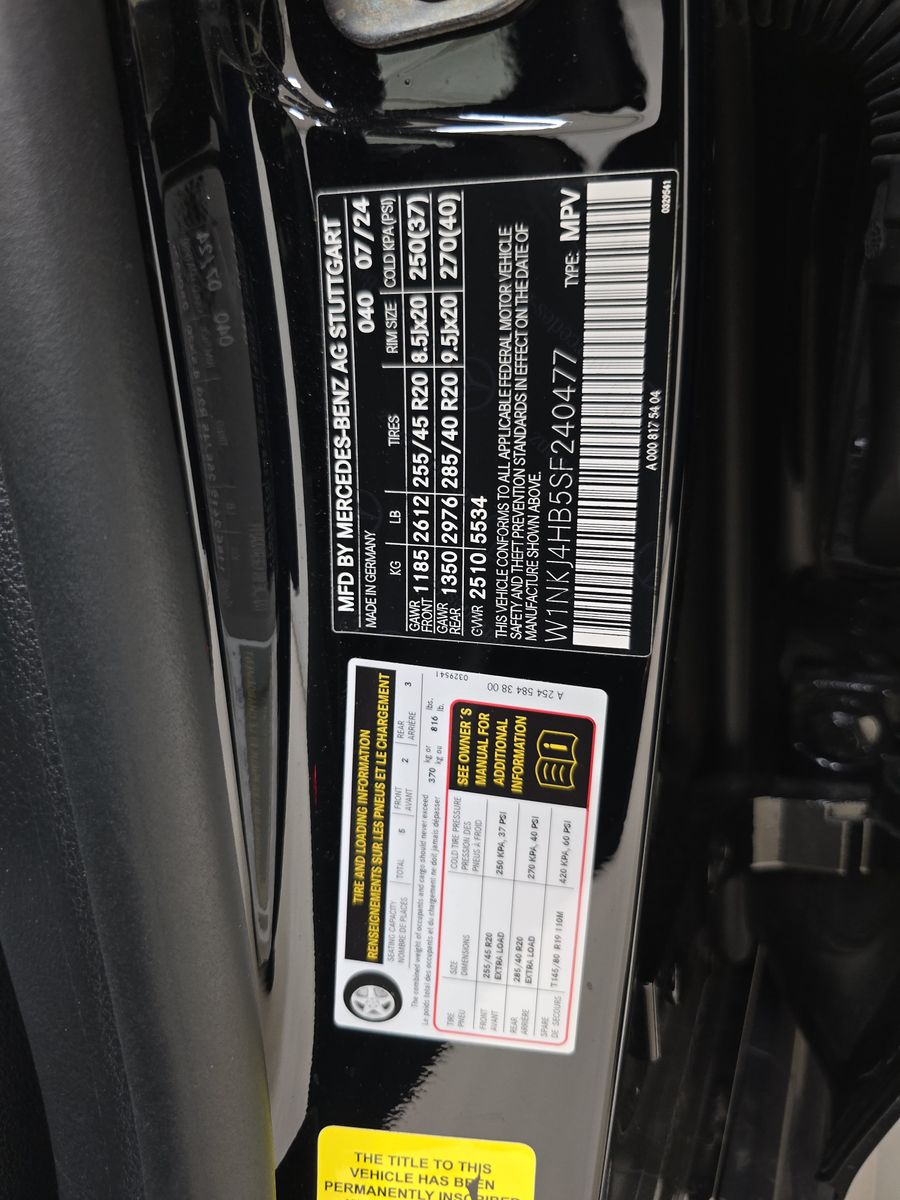 MFD BY MERCEDES-BENZ AG STUTTGART
MADE IN GERMANY 040 07/24
KG LB TIRES RIM SIZE COLD KPA(PSI)
GAWR FRONT 1185 2612 255/45 R20 8.5Jx20 250(37)
GAWR REAR 1350 2976 285/40 R20 9.5Jx20 270(40)
GVWR 2510 5534
THIS VEHICLE CONFORMS TO ALL APPLICABLE FEDERAL MOTOR VEHICLE
SAFETY AND THEFT PREVENTION STANDARDS IN EFFECT ON THE DATE OF
MANUFACTURE SHOWN ABOVE.
W1NKJ4HB5SF240477 TYPE: MPV
A 000 817 54 04 0329541
TIRE AND LOADING INFORMATION
RENSEIGNEMENTS SUR LES PNEUS ET LE CHARGEMENT
SEATING CAPACITY TOTAL 5 FRONT 2 REAR 3
NOMBRE DE PLACES AVANT ARRIÈRE
The combined weight of occupants and cargo should never exceed 370 kg or 816 lbs.
Le poids total des occupants et du chargement ne doit jamais dépasser kg ou lb.
TIRE SIZE COLD TIRE PRESSURE
PNEU DIMENSIONS PRESSION DES
PNEUS À FROID
FRONT 255/45 R20 250 KPA, 37 PSI
AVANT EXTRA LOAD
REAR 285/40 R20 270 KPA, 40 PSI
ARRIÈRE EXTRA LOAD
SPARE T145/80 R19 110M 420 KPA, 60 PSI
DE SECOURS
SEE OWNER'S
MANUAL FOR
ADDITIONAL
INFORMATION
0329541
A 254 584 38 00
THE TITLE TO THIS
VEHICLE HAS BEEN
PERMANENTLY INSCRIBED